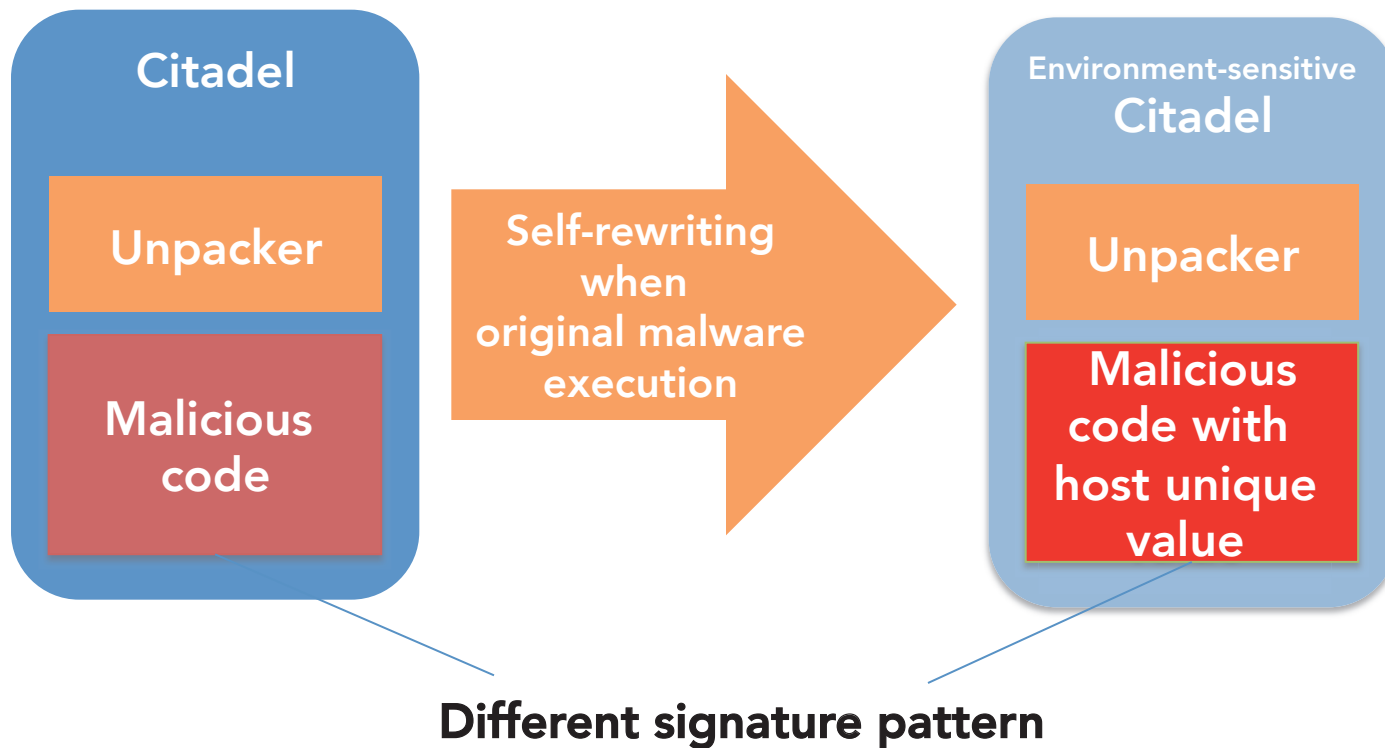 Citadel
Unpacker
Malicious
code
Self-rewriting
when
original malware
execution
Environment-sensitive
Citadel
Unpacker
Malicious
code with
host unique
value
Different signature pattern